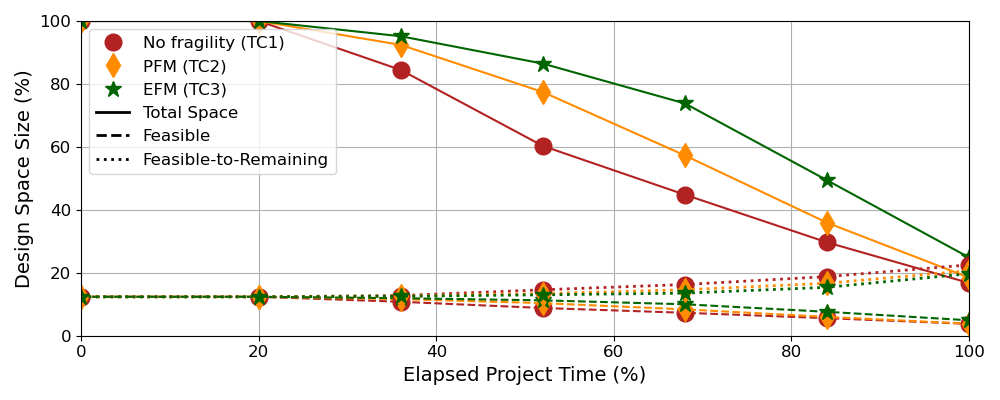 100
80
60
40
20
0
Design Space Size (%)
No fragility (TC1)
PFM (TC2)
EFM (TC3)
Total Space
Feasible
Feasible-to-Remaining
0 20 40 60 80 100
Elapsed Project Time (%)